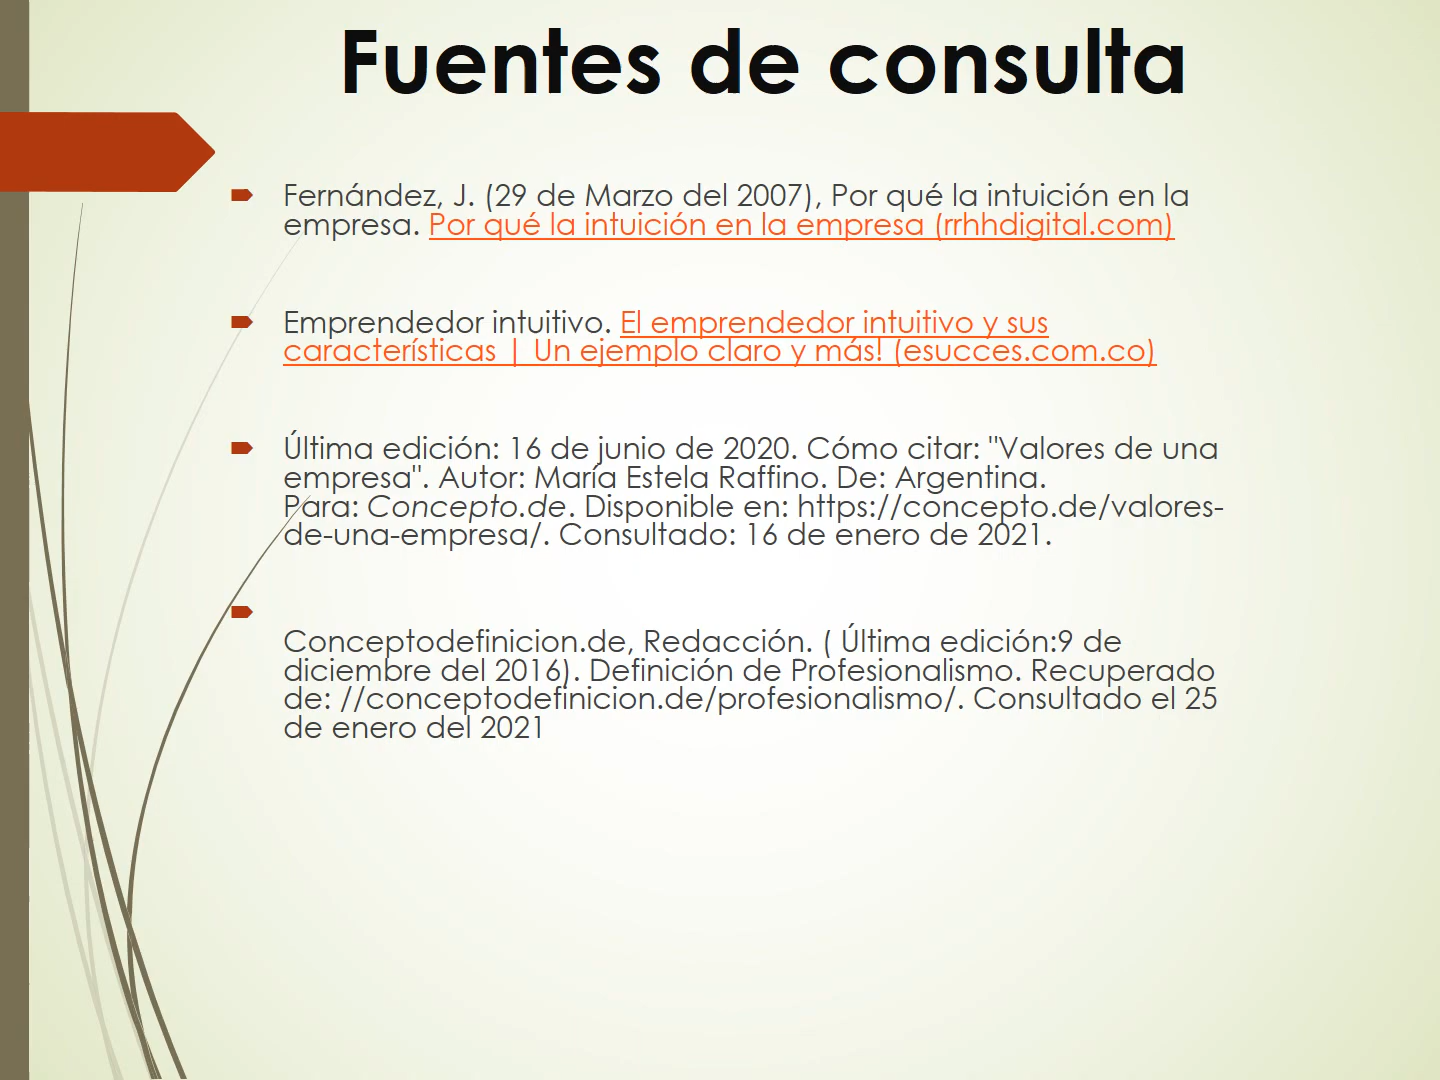 Fuentes de consulta
Fernández, J. (29 de Marzo del 2007), Por qué la intuición en la
empresa. Por qué la intuición en la empresa (rrhhdigital.com)
Emprendedor intuitivo. El emprendedor intuitivo y sus
características | Un ejemplo claro y más! (esucces.com.co)
Última edición: 16 de junio de 2020. Cómo citar: "Valores de una
empresa". Autor: María Estela Raffino. De: Argentina.
Para: Concepto.de. Disponible en: https://concepto.de/valores-
de-una-empresa/. Consultado: 16 de enero de 2021.
Conceptodefinicion.de, Redacción. ( Última edición:9 de
diciembre del 2016). Definición de Profesionalismo. Recuperado
de: //conceptodefinicion.de/profesionalismo/. Consultado el 25
de enero del 2021